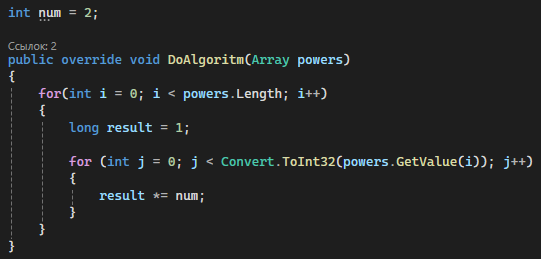 int num = 2;
Ссылок: 2
public override void DoAlgoritm(Array powers)
{
for(int i = 0; i < powers.Length; i++)
{
long result = 1;
for (int j = 0; j < Convert.ToInt32(powers.GetValue(i)); j++)
{
result *= num;
}
}
}